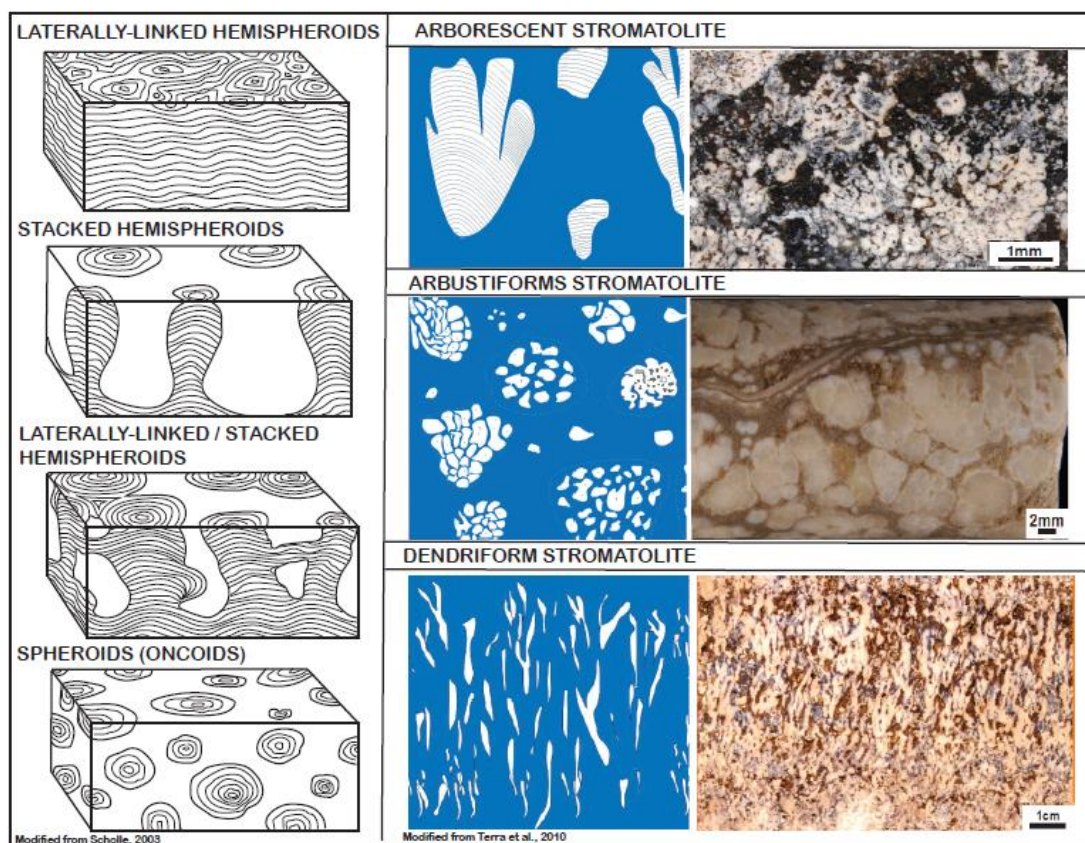 LATERALLY-LINKED HEMISPHEROIDS
STACKED HEMISPHEROIDS
LATERALLY-LINKED / STACKED
HEMISPHEROIDS
SPHEROIDS (ONCOIDS)
Modified from Scholle, 2003
ARBORESCENT STROMATOLITE
1mm
ARBUSTIFORMS STROMATOLITE
2mm
DENDRIFORM STROMATOLITE
1cm
Modified from Terra et al., 2010